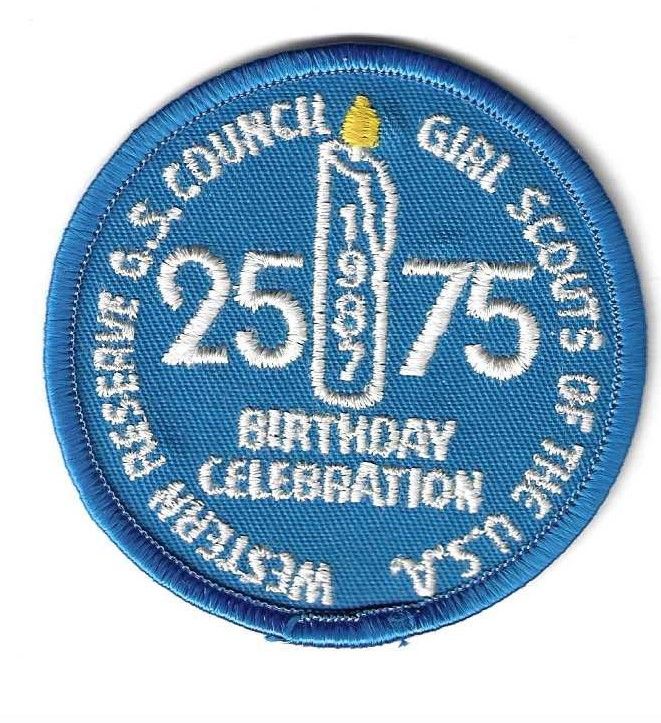 WESTERN RESERVE G.S. COUNCIL
GIRL SCOUTS OF THE U.S.A.
25 1987 75
BIRTHDAY
CELEBRATION